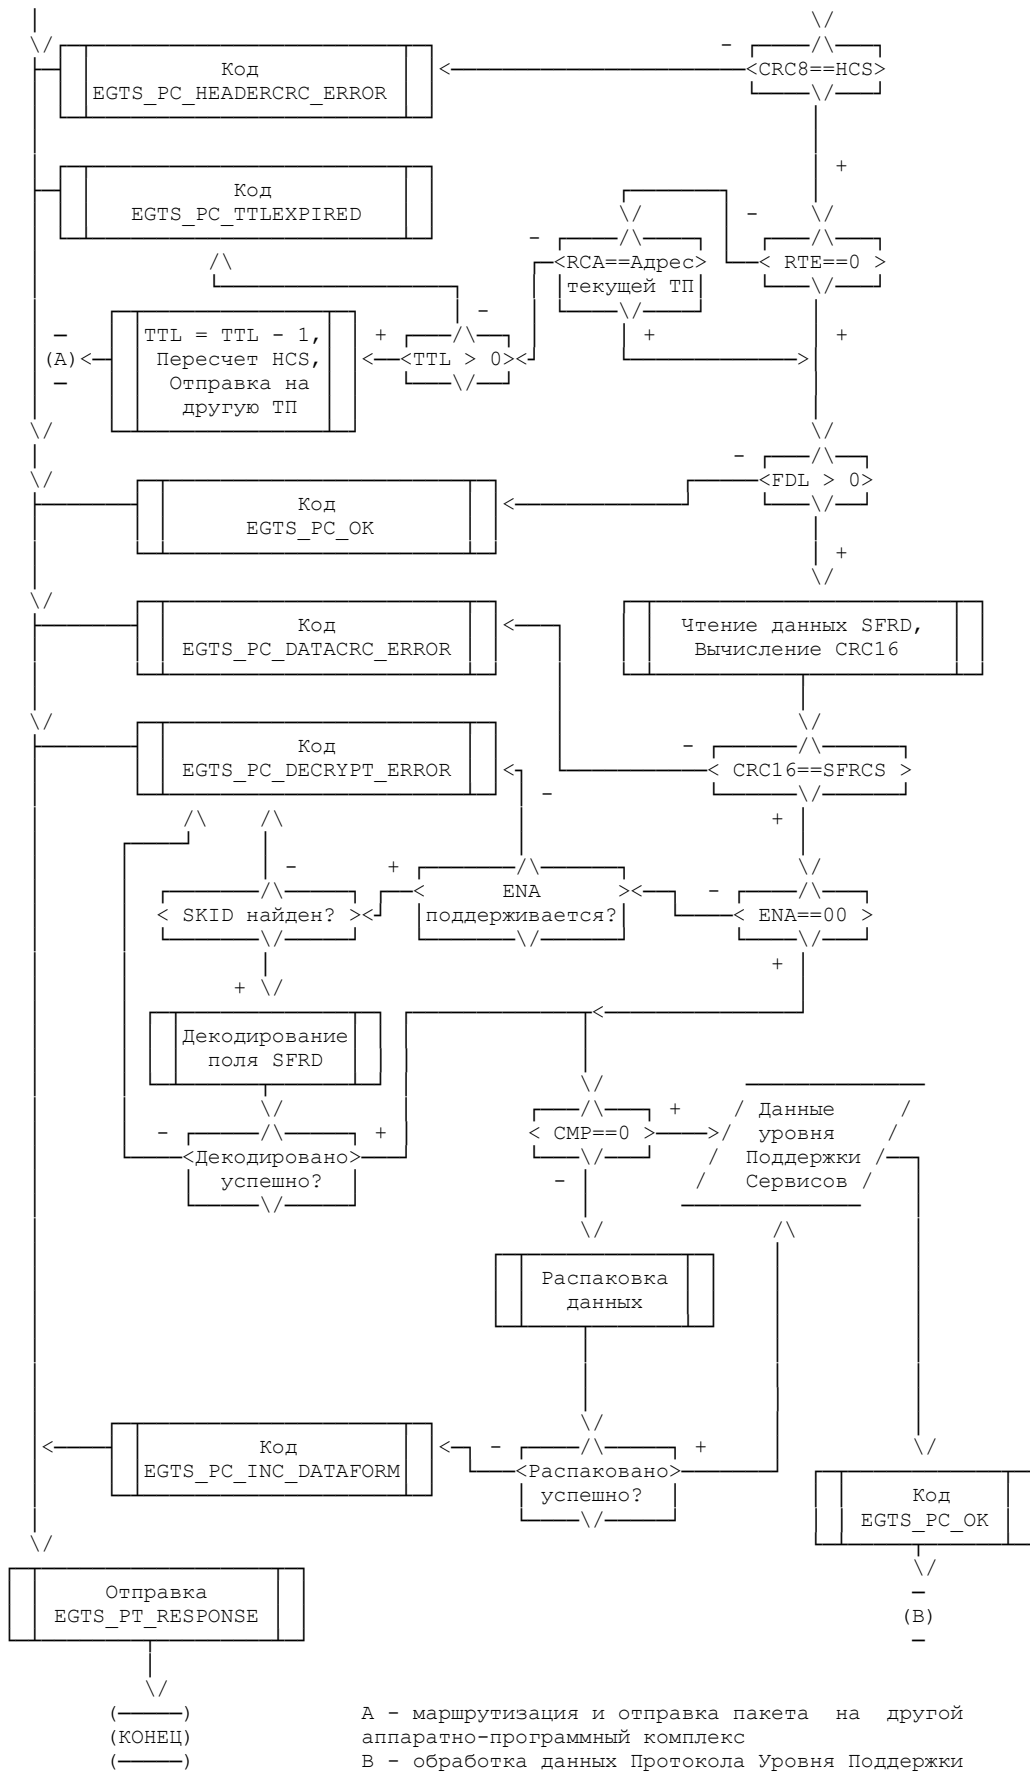 Код
EGTS_PC_HEADERCRC_ERROR
-
<CRC8==HCS>
+
Код
EGTS_PC_TTLEXPIRED
-
<RCA==Адрес>
текущей ТП
-
< RTE==0 >
+
+
(A)
TTL = TTL - 1,
Пересчет HCS,
Отправка на
другую ТП
+
-
<TTL > 0>
-
<FDL > 0>
+
Код
EGTS_PC_OK
Код
EGTS_PC_DATACRC_ERROR
Чтение данных SFRD,
Вычисление CRC16
Код
EGTS_PC_DECRYPT_ERROR
-
-
< CRC16==SFRCS >
+
-
< SKID найден? >
+
< ENA >
поддерживается?
-
< ENA==00 >
+
+
Декодирование
поля SFRD
-
<Декодировано>
успешно?
+
< CMP==0 >
+
-
Данные
уровня
Поддержки
Сервисов
Распаковка
данных
Код
EGTS_PC_INC_DATAFORM
-
<Распаковано>
успешно?
+
Код
EGTS_PC_OK
Отправка
EGTS_PT_RESPONSE
(B)
(КОНЕЦ)
A - маршрутизация и отправка пакета на другой
аппаратно-программный комплекс
B - обработка данных Протокола Уровня Поддержки